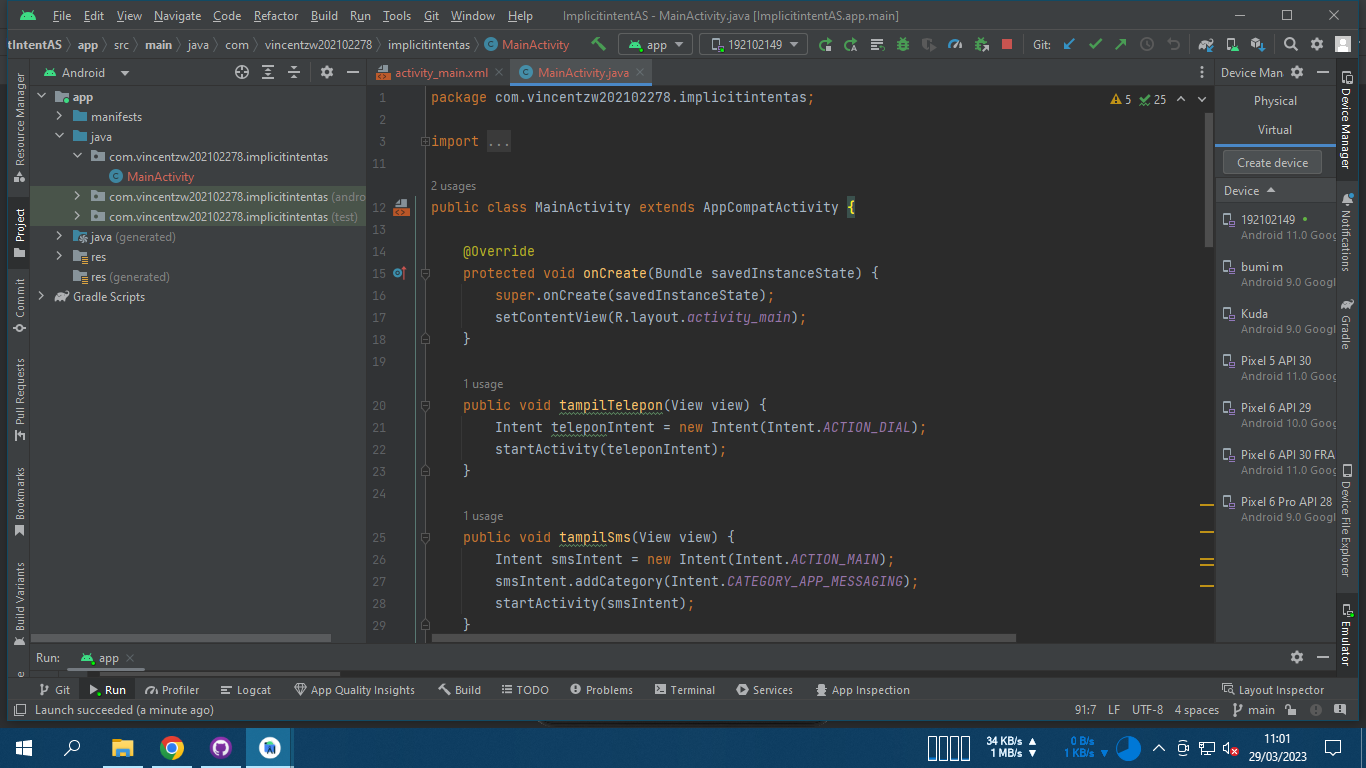 File Edit View Navigate Code Refactor Build Run Tools Git Window Help ImplicitintentAS - MainActivity.java [ImplicitintentAS.app.main]
tIntentAS app src main java com vincentzw202102278 implicitintentas MainActivity app 192102149 Git:
Android
activity_main.xml MainActivity.java
Device Man
Resource Manager
Project
Commit
Pull Requests
Bookmarks
Build Variants
app
manifests
java
com.vincentzw202102278.implicitintentas
MainActivity
com.vincentzw202102278.implicitintentas (andro
com.vincentzw202102278.implicitintentas (test)
java (generated)
res
res (generated)
Gradle Scripts
5 25
1 package com.vincentzw202102278.implicitintentas;
2
3 import ...
11
2 usages
12 public class MainActivity extends AppCompatActivity {
13
14 @Override
15 protected void onCreate(Bundle savedInstanceState) {
16 super.onCreate(savedInstanceState);
17 setContentView(R.layout.activity_main);
18 }
19
1 usage
20 public void tampilTelepon(View view) {
21 Intent teleponIntent = new Intent(Intent.ACTION_DIAL);
22 startActivity(teleponIntent);
23 }
24
1 usage
25 public void tampilSms(View view) {
26 Intent smsIntent = new Intent(Intent.ACTION_MAIN);
27 smsIntent.addCategory(Intent.CATEGORY_APP_MESSAGING);
28 startActivity(smsIntent);
29 }
Physical
Virtual
Create device
Device
192102149
Android 11.0 Goog
bumi m
Android 9.0 Googl
Kuda
Android 9.0 Googl
Pixel 5 API 30
Android 11.0 Goog
Pixel 6 API 29
Android 10.0 Goog
Pixel 6 API 30 FRA
Android 11.0 Goog
Pixel 6 Pro API 28
Android 9.0 Googl
Device Manager
Notifications
Gradle
Device File Explorer
Emulator
Run: app
Git Run Profiler Logcat App Quality Insights Build TODO Problems Terminal Services App Inspection Layout Inspector
Launch succeeded (a minute ago) 91:7 LF UTF-8 4 spaces main
34 KB/s
1 MB/s
0 B/s
1 KB/s
11:01
29/03/2023